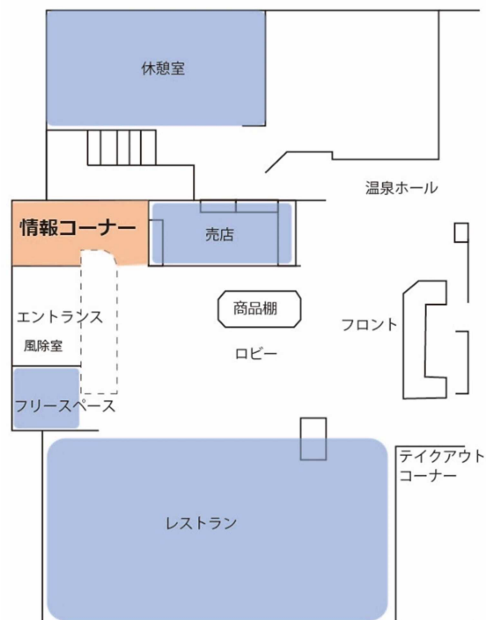 休憩室
温泉ホール
情報コーナー
売店
商品棚
エントランス
フロント
風除室
ロビー
フリースペース
テイクアウト
コーナー
レストラン